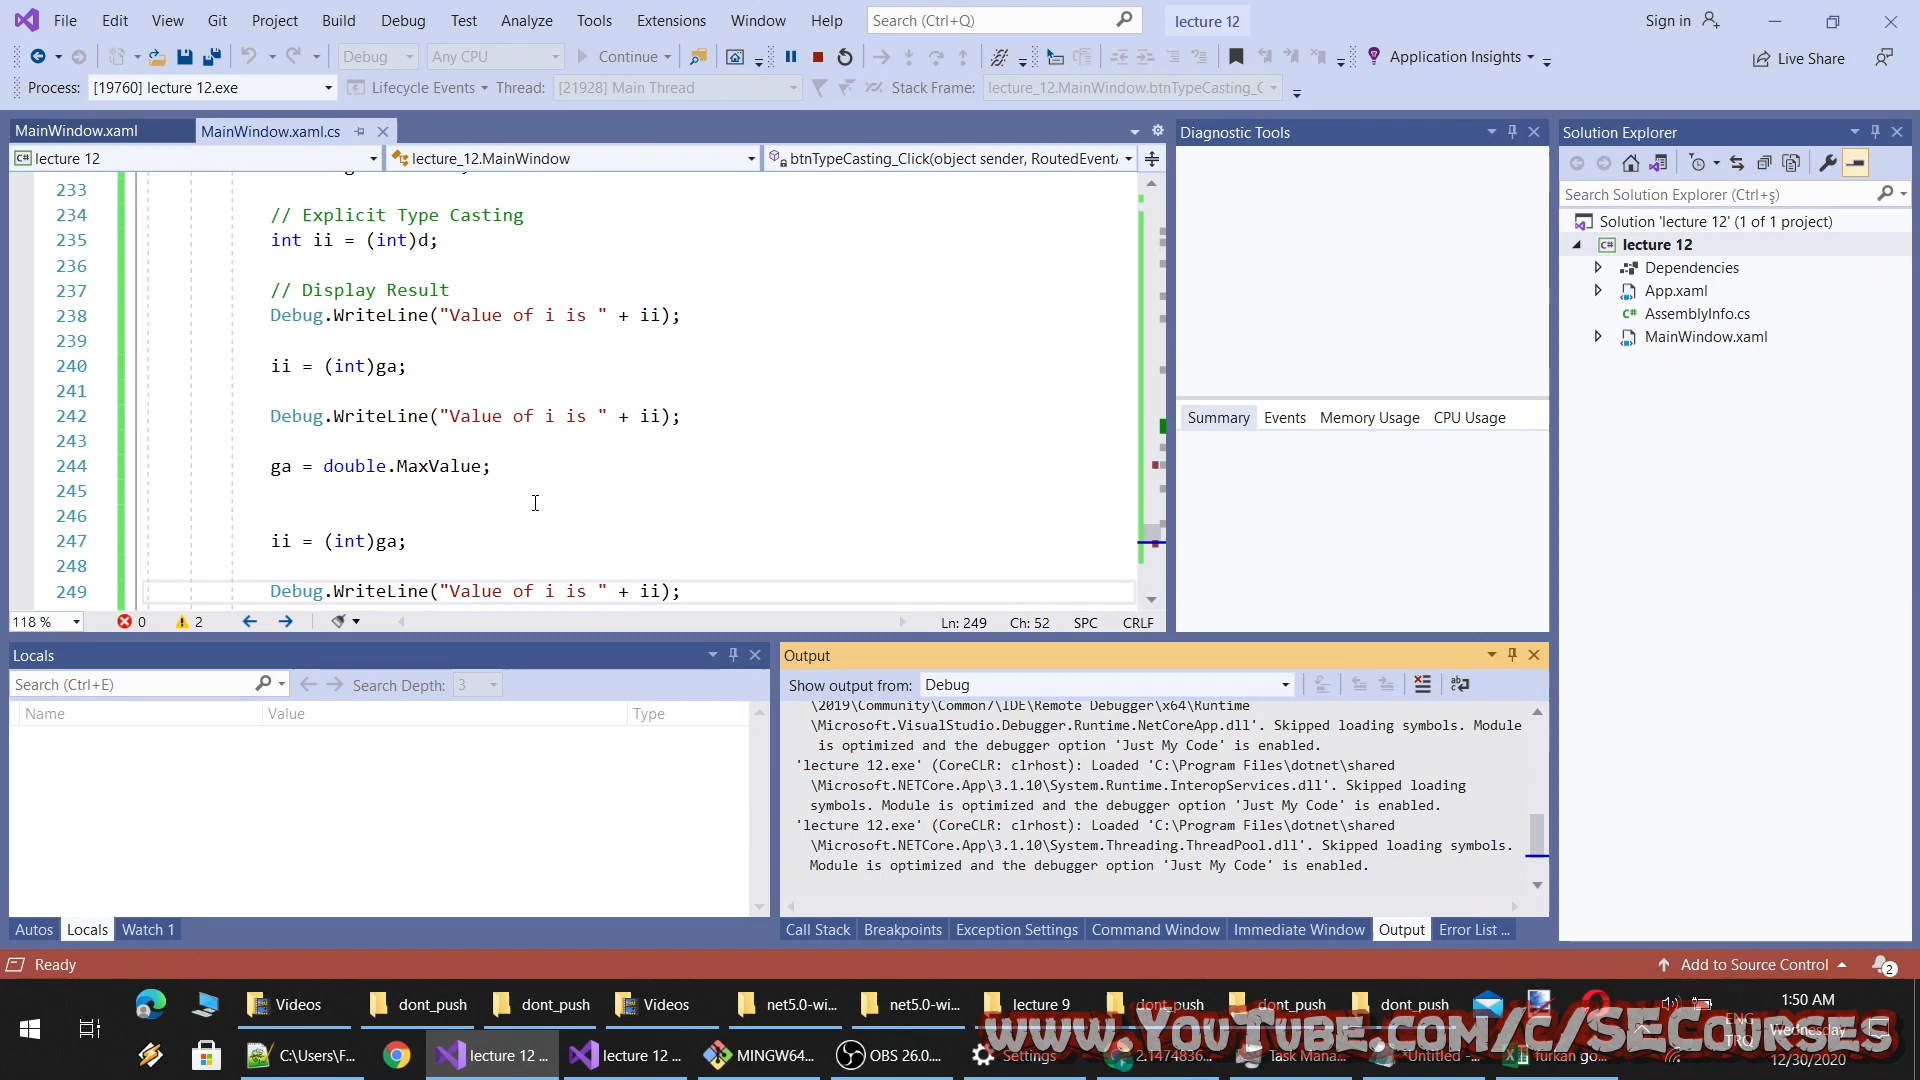 File Edit View Git Project Build Debug Test Analyze Tools Extensions Window Help Search (Ctrl+Q) lecture 12 Sign in
Debug Any CPU Continue Application Insights Live Share
Process: [19760] lecture 12.exe Lifecycle Events Thread: [21928] Main Thread Stack Frame: lecture_12.MainWindow.btnTypeCasting_C
MainWindow.xaml MainWindow.xaml.cs
lecture 12 lecture_12.MainWindow btnTypeCasting_Click(object sender, RoutedEvent
233
234 // Explicit Type Casting
235 int ii = (int)d;
236
237 // Display Result
238 Debug.WriteLine("Value of i is " + ii);
239
240 ii = (int)ga;
241
242 Debug.WriteLine("Value of i is " + ii);
243
244 ga = double.MaxValue;
245
246
247 ii = (int)ga;
248
249 Debug.WriteLine("Value of i is " + ii);
118 % 0 2 Ln: 249 Ch: 52 SPC CRLF
Diagnostic Tools
Summary Events Memory Usage CPU Usage
Solution Explorer
Search Solution Explorer (Ctrl+ş)
Solution 'lecture 12' (1 of 1 project)
lecture 12
Dependencies
App.xaml
AssemblyInfo.cs
MainWindow.xaml
Locals
Search (Ctrl+E) Search Depth: 3
Name Value Type
Autos Locals Watch 1
Output
Show output from: Debug
\2019\Community\Common7\IDE\Remote Debugger\x64\Runtime
\Microsoft.VisualStudio.Debugger.Runtime.NetCoreApp.dll'. Skipped loading symbols. Module
is optimized and the debugger option 'Just My Code' is enabled.
'lecture 12.exe' (CoreCLR: clrhost): Loaded 'C:\Program Files\dotnet\shared
\Microsoft.NETCore.App\3.1.10\System.Runtime.InteropServices.dll'. Skipped loading
symbols. Module is optimized and the debugger option 'Just My Code' is enabled.
'lecture 12.exe' (CoreCLR: clrhost): Loaded 'C:\Program Files\dotnet\shared
\Microsoft.NETCore.App\3.1.10\System.Threading.ThreadPool.dll'. Skipped loading symbols.
Module is optimized and the debugger option 'Just My Code' is enabled.
Call Stack Breakpoints Exception Settings Command Window Immediate Window Output Error List ...
Ready Add to Source Control 2
Videos dont_push dont_push Videos net5.0-wi... net5.0-wi... lecture 9 dont_push dont_push dont_push 1:50 AM
ENG Wednesday
www.YouTube.com/c/SECourses
C:\Users\F... lecture 12 ... lecture 12 ... MINGW64... OBS 26.0.... Settings 2.1474836... Task Mana... *Untitled -... furkan go... TRQ 12/30/2020